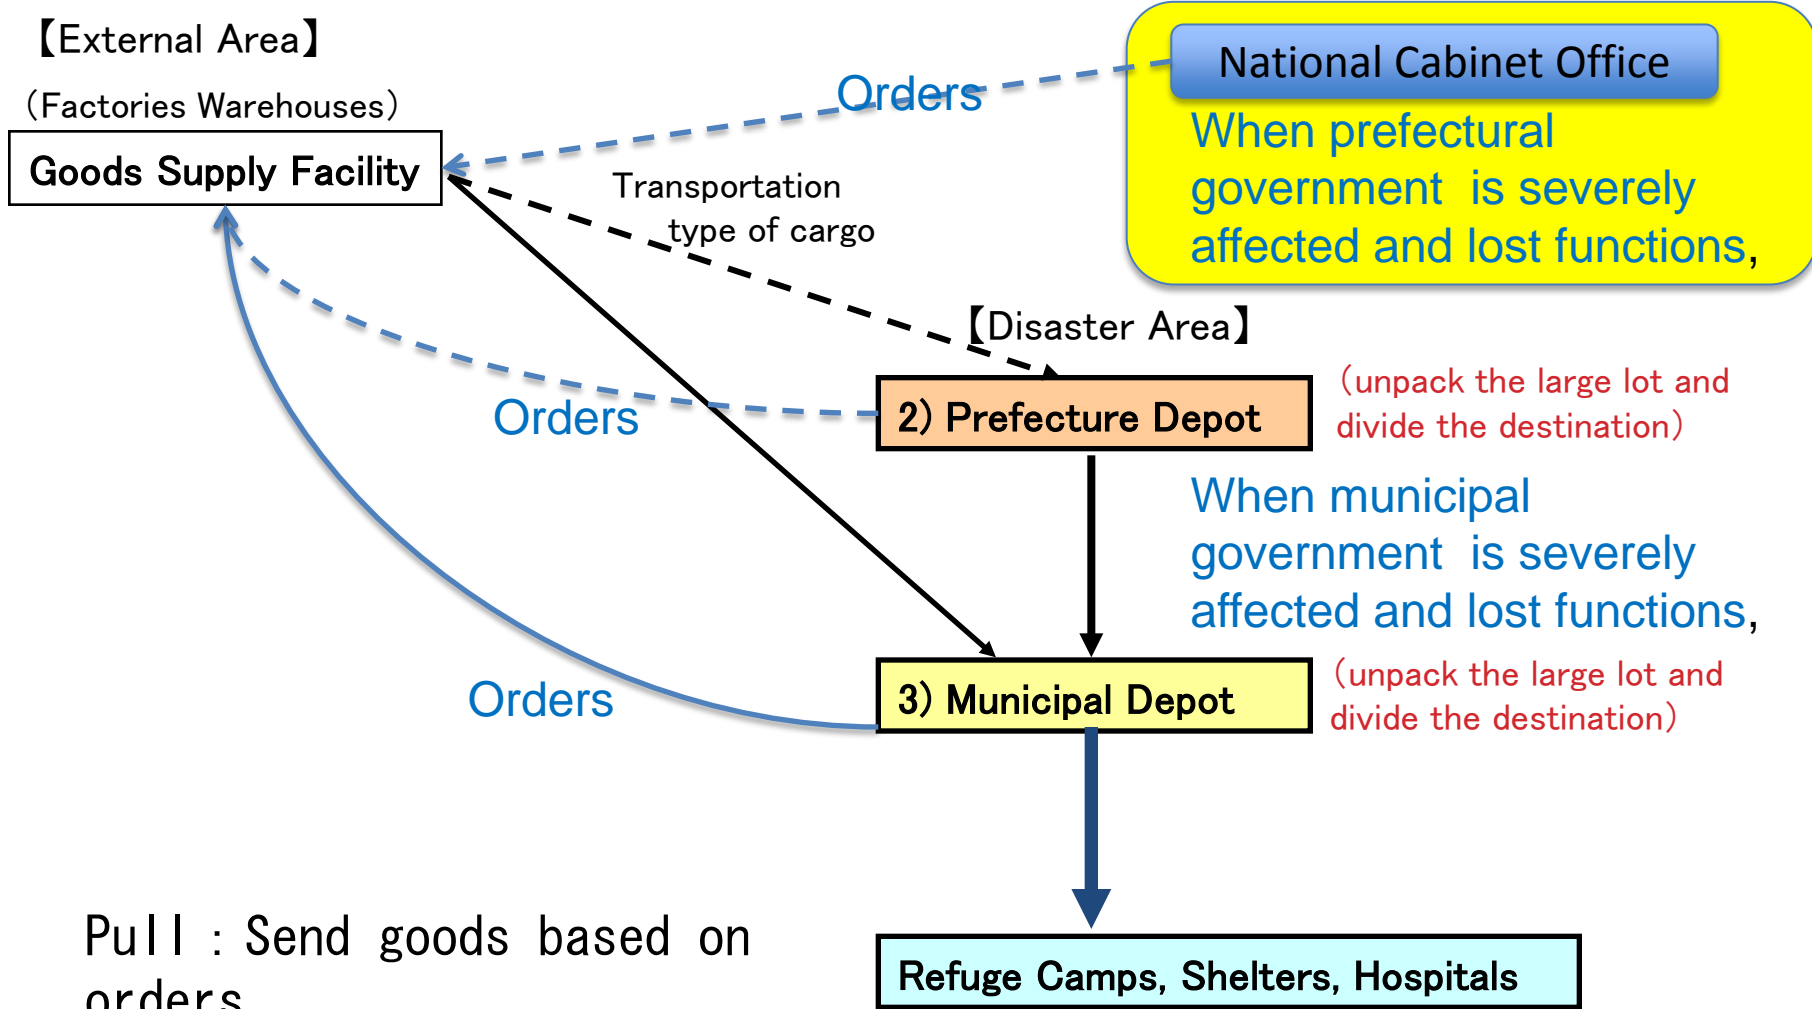 【External Area】
(Factories Warehouses)
Goods Supply Facility
Orders
National Cabinet Office
When prefectural
government is severely
affected and lost functions,
Transportation
type of cargo
【Disaster Area】
2) Prefecture Depot
(unpack the large lot and
divide the destination)
Orders
When municipal
government is severely
affected and lost functions,
3) Municipal Depot
(unpack the large lot and
divide the destination)
Orders
Pull : Send goods based on
orders
Refuge Camps, Shelters, Hospitals